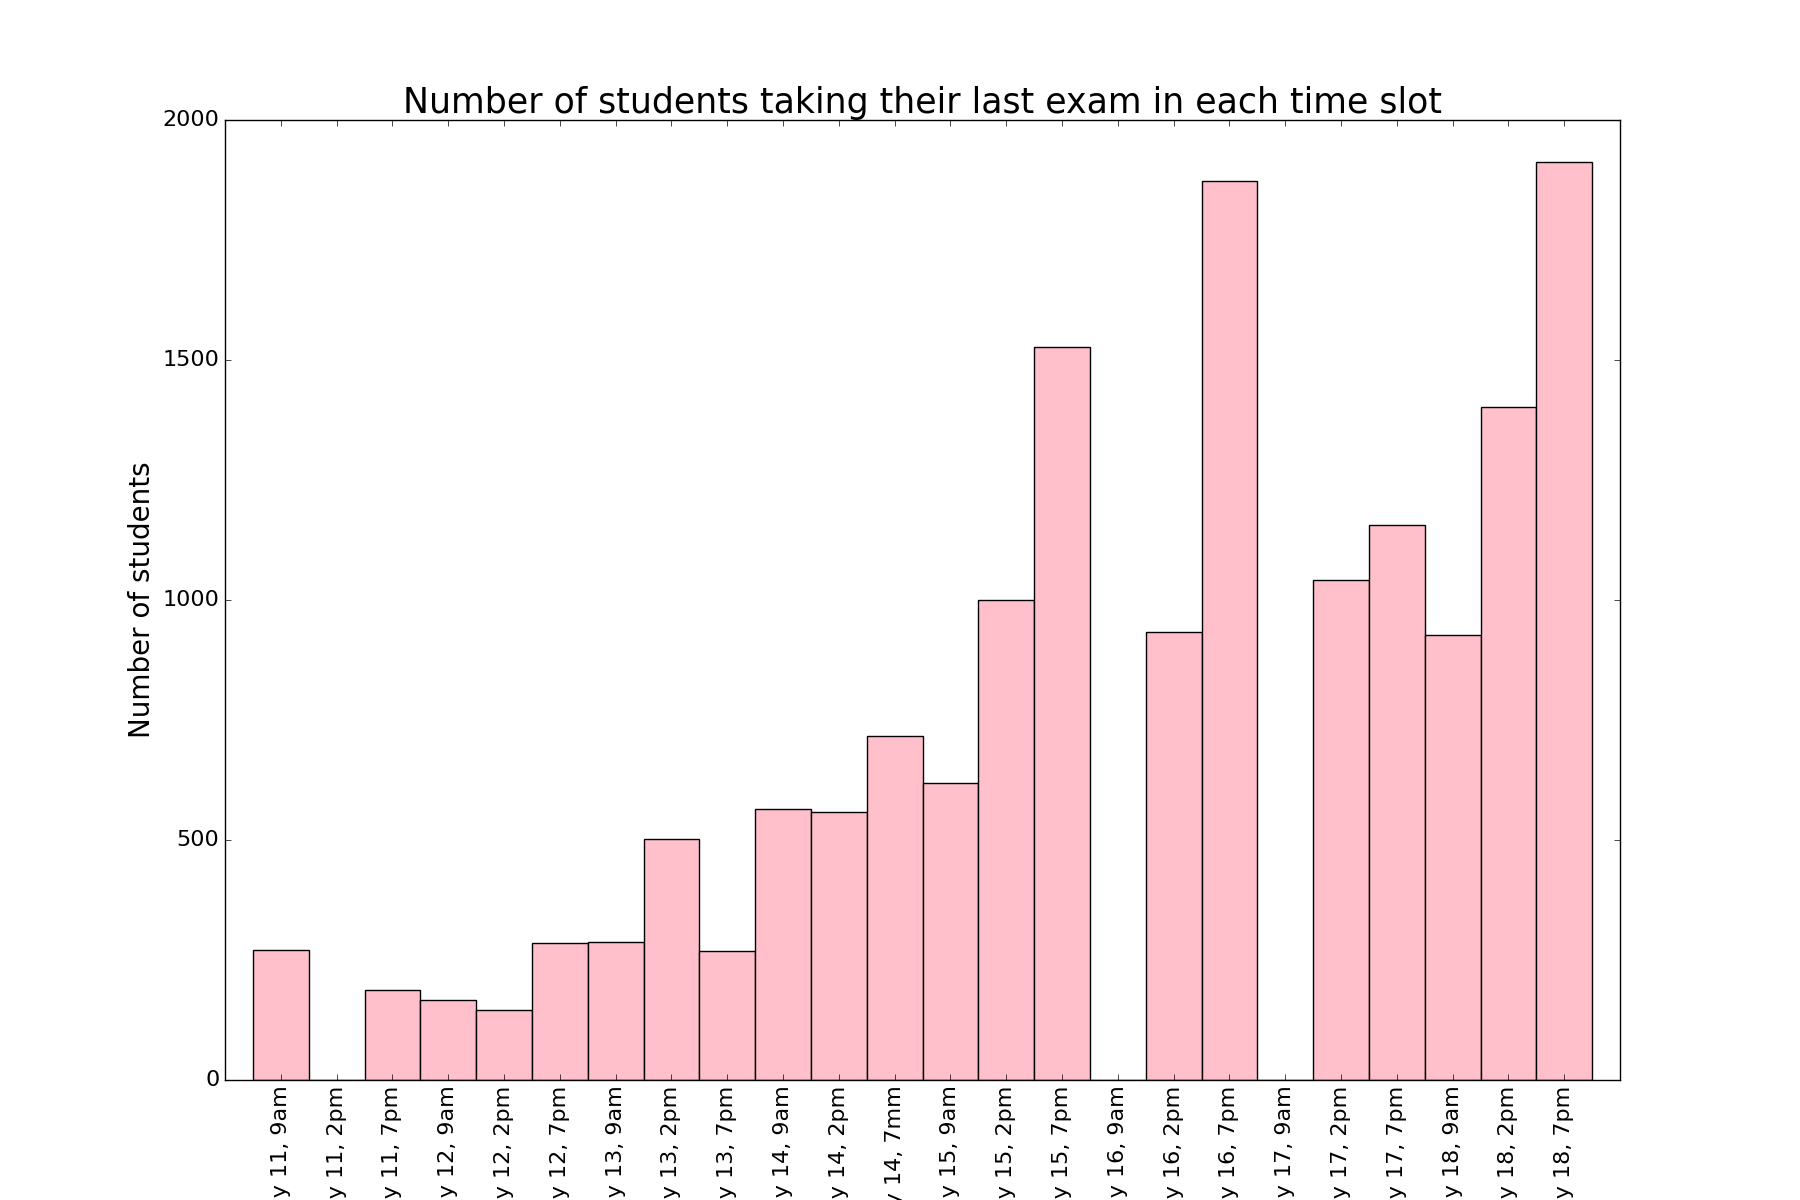 Number of students taking their last exam in each time slot
Number of students
2000
1500
1000
500
0
y 11, 9am
y 11, 2pm
y 11, 7pm
y 12, 9am
y 12, 2pm
y 12, 7pm
y 13, 9am
y 13, 2pm
y 13, 7pm
y 14, 9am
y 14, 2pm
y 14, 7mm
y 15, 9am
y 15, 2pm
y 15, 7pm
y 16, 9am
y 16, 2pm
y 16, 7pm
y 17, 9am
y 17, 2pm
y 17, 7pm
y 18, 9am
y 18, 2pm
y 18, 7pm